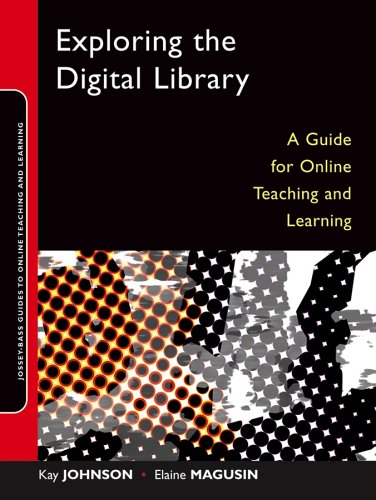 Exploring the
Digital Library
A Guide
for Online
Teaching and
Learning
JOSSEY-BASS GUIDES TO ONLINE TEACHING AND LEARNING
Kay JOHNSON • Elaine MAGUSIN